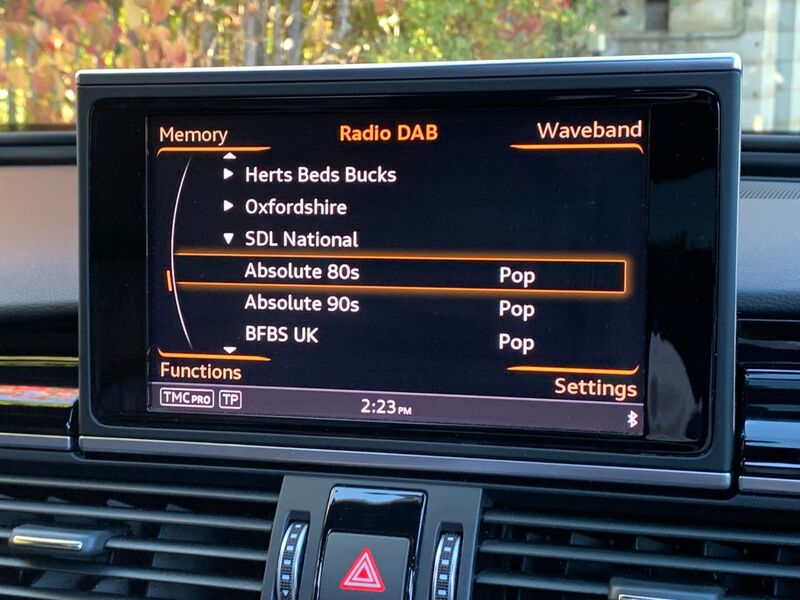 Memory Radio DAB Waveband
Herts Beds Bucks
Oxfordshire
SDL National
Absolute 80s Pop
Absolute 90s Pop
BFBS UK Pop
Functions Settings
TMC PRO TP 2:23 PM